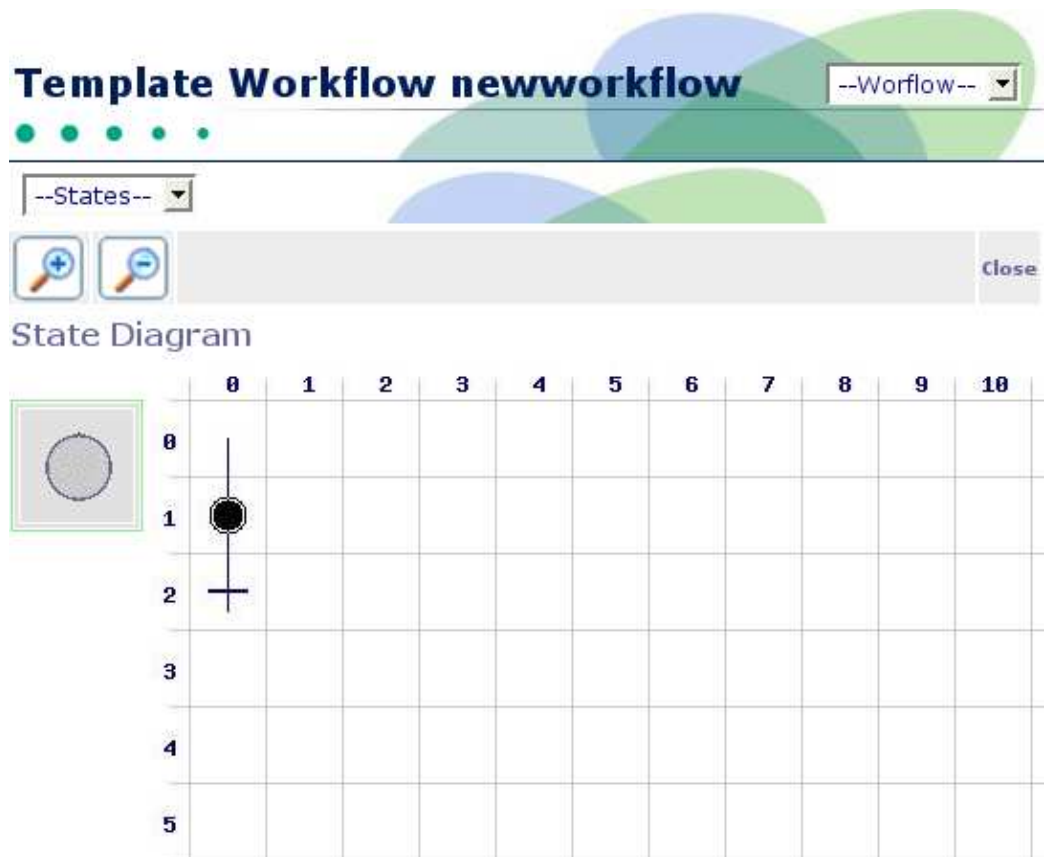 Template Workflow newworkflow
--Worflow--
--States--
Close
State Diagram
0 1 2 3 4 5 6 7 8 9 10
0
1
2
3
4
5